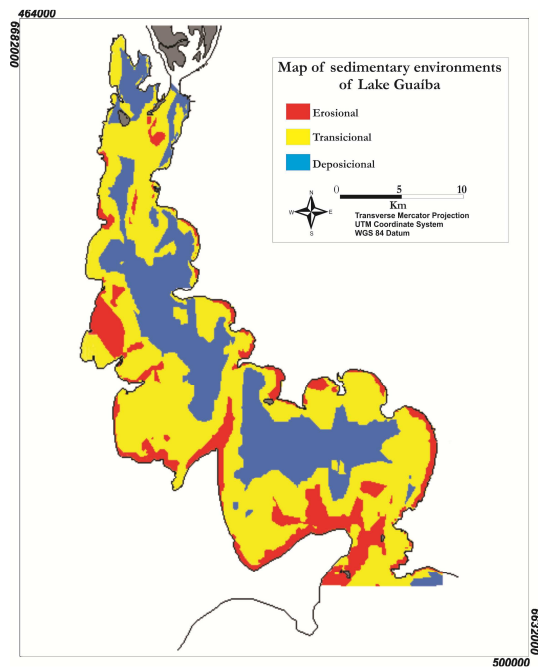 464000
6682000
Map of sedimentary environments
of Lake Guaíba
Erosional
Transicional
Deposicional
0 5 10
Km
N
W E
S
Transverse Mercator Projection
UTM Coordinate System
WGS 84 Datum
6632000
500000